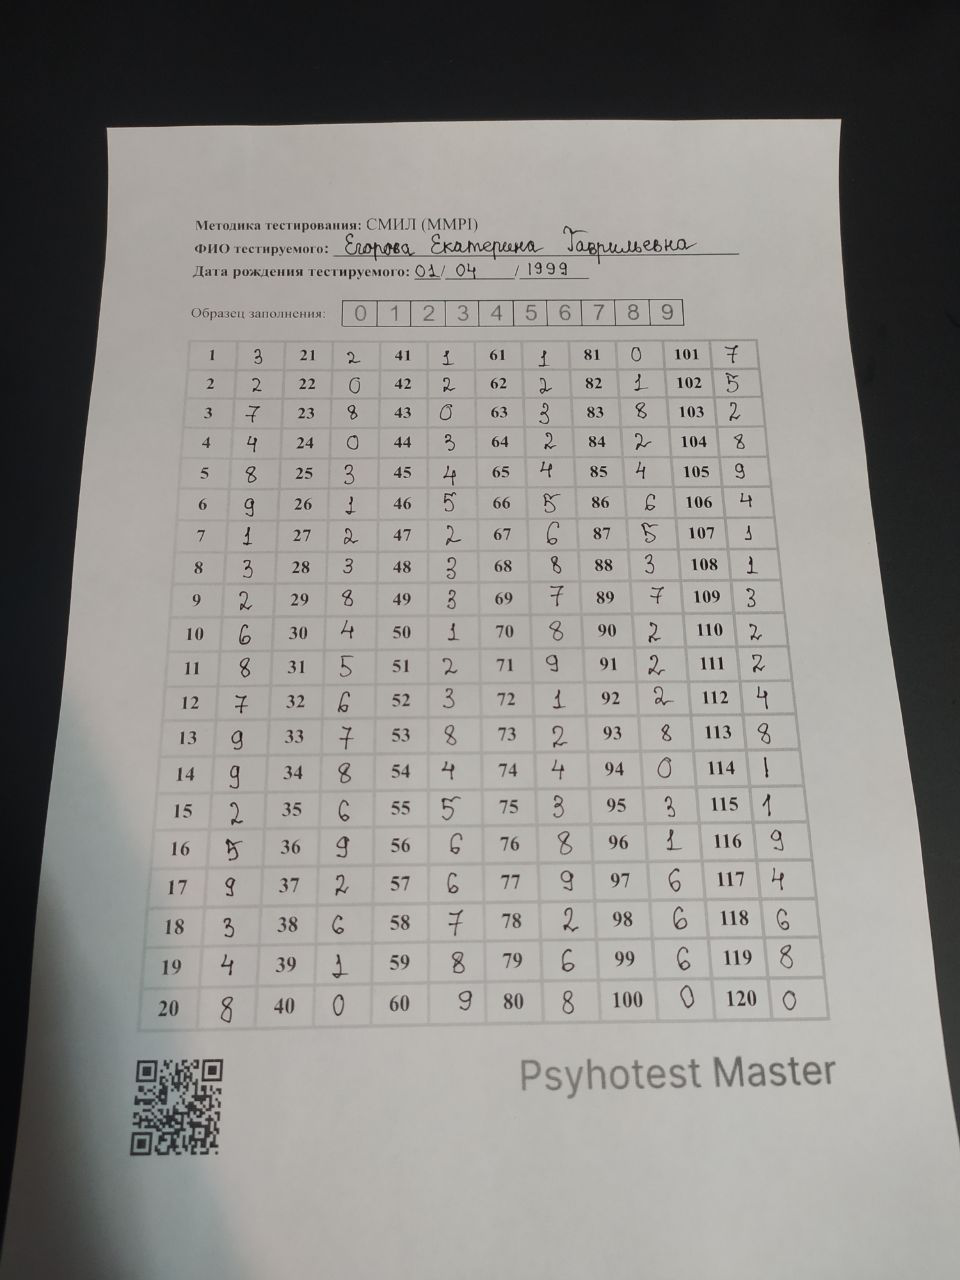 Методика тестирования: СМИЛ (MMPI)
ФИО тестируемого: Егорова Екатерина Гаврильевна
Дата рождения тестируемого: 01/ 04 / 1999
Образец заполнения: 0 1 2 3 4 5 6 7 8 9
1 3 21 2 41 1 61 1 81 0 101 7
2 2 22 0 42 2 62 2 82 1 102 5
3 7 23 8 43 0 63 3 83 8 103 2
4 4 24 0 44 3 64 2 84 2 104 8
5 8 25 3 45 4 65 4 85 4 105 9
6 9 26 1 46 5 66 5 86 6 106 4
7 1 27 2 47 2 67 6 87 5 107 1
8 3 28 3 48 3 68 8 88 3 108 1
9 2 29 8 49 3 69 7 89 7 109 3
10 6 30 4 50 1 70 8 90 2 110 2
11 8 31 5 51 2 71 9 91 2 111 2
12 7 32 6 52 3 72 1 92 2 112 4
13 9 33 7 53 8 73 2 93 8 113 8
14 9 34 8 54 4 74 4 94 0 114 1
15 2 35 6 55 5 75 3 95 3 115 1
16 5 36 9 56 6 76 8 96 1 116 9
17 9 37 2 57 6 77 9 97 6 117 4
18 3 38 6 58 7 78 2 98 6 118 6
19 4 39 1 59 8 79 6 99 6 119 8
20 8 40 0 60 9 80 8 100 0 120 0
Psyhotest Master